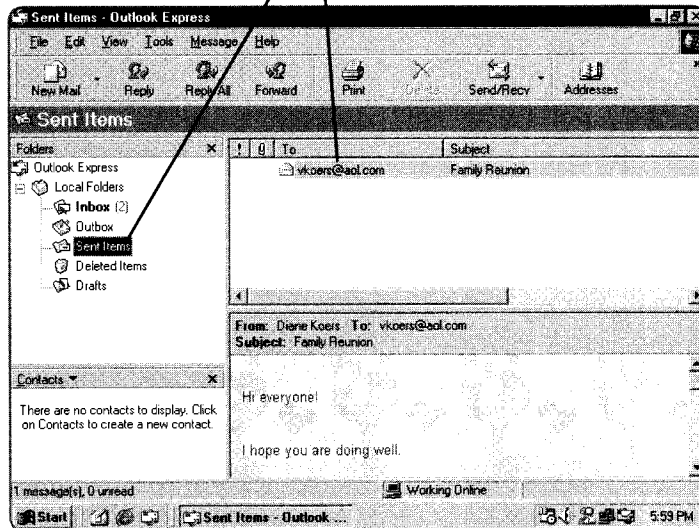 Sent Items - Outlook Express
File Edit View Tools Message Help
New Mail Reply Reply All Forward Print Delete Send/Recv Addresses
Sent Items
Folders
Outlook Express
Local Folders
Inbox (2)
Outbox
Sent Items
Deleted Items
Drafts
! To Subject
vkoers@aol.com Family Reunion
From: Diane Koers To: vkoers@aol.com
Subject: Family Reunion
Hi everyone!
I hope you are doing well.
Contacts
There are no contacts to display. Click
on Contacts to create a new contact.
1 message(s), 0 unread Working Online
Start Sent Items - Outlook ... 5:59 PM